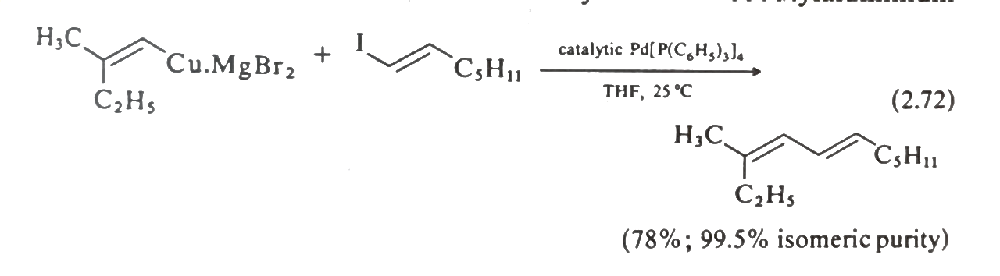 H₃C
Cu.MgBr₂
C₂H₅
+
I
C₅H₁₁
catalytic Pd[P(C₆H₅)₃]₄
THF, 25 °C
(2.72)
H₃C
C₅H₁₁
C₂H₅
(78%; 99.5% isomeric purity)